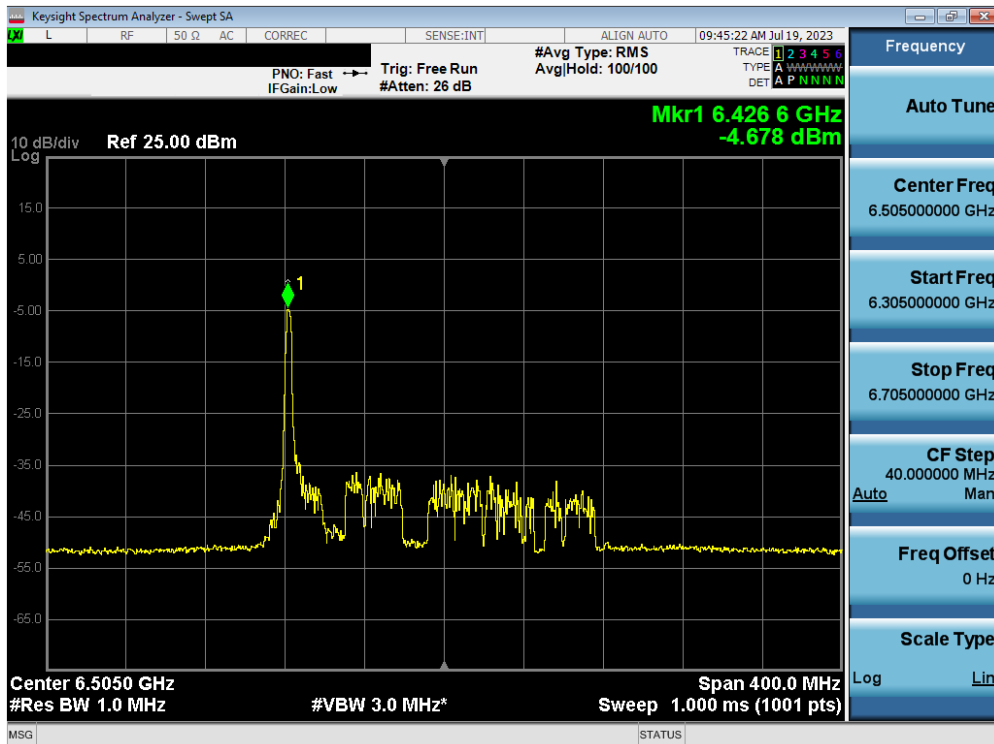 Keysight Spectrum Analyzer - Swept SA
LXI L RF 50 Ω AC CORREC SENSE:INT ALIGN AUTO 09:45:22 AM Jul 19, 2023
PNO: Fast
IFGain:Low
Trig: Free Run
#Atten: 26 dB
#Avg Type: RMS
Avg|Hold: 100/100
TRACE 1 2 3 4 5 6
TYPE A WWWWW
DET A P N N N N
Mkr1 6.426 6 GHz
-4.678 dBm
10 dB/div Ref 25.00 dBm
Log
15.0
5.00
-5.00
-15.0
-25.0
-35.0
-45.0
-55.0
-65.0
1
Center 6.5050 GHz Span 400.0 MHz
#Res BW 1.0 MHz #VBW 3.0 MHz* Sweep 1.000 ms (1001 pts)
MSG STATUS
Frequency
Auto Tune
Center Freq
6.505000000 GHz
Start Freq
6.305000000 GHz
Stop Freq
6.705000000 GHz
CF Step
40.000000 MHz
Auto Man
Freq Offset
0 Hz
Scale Type
Log Lin